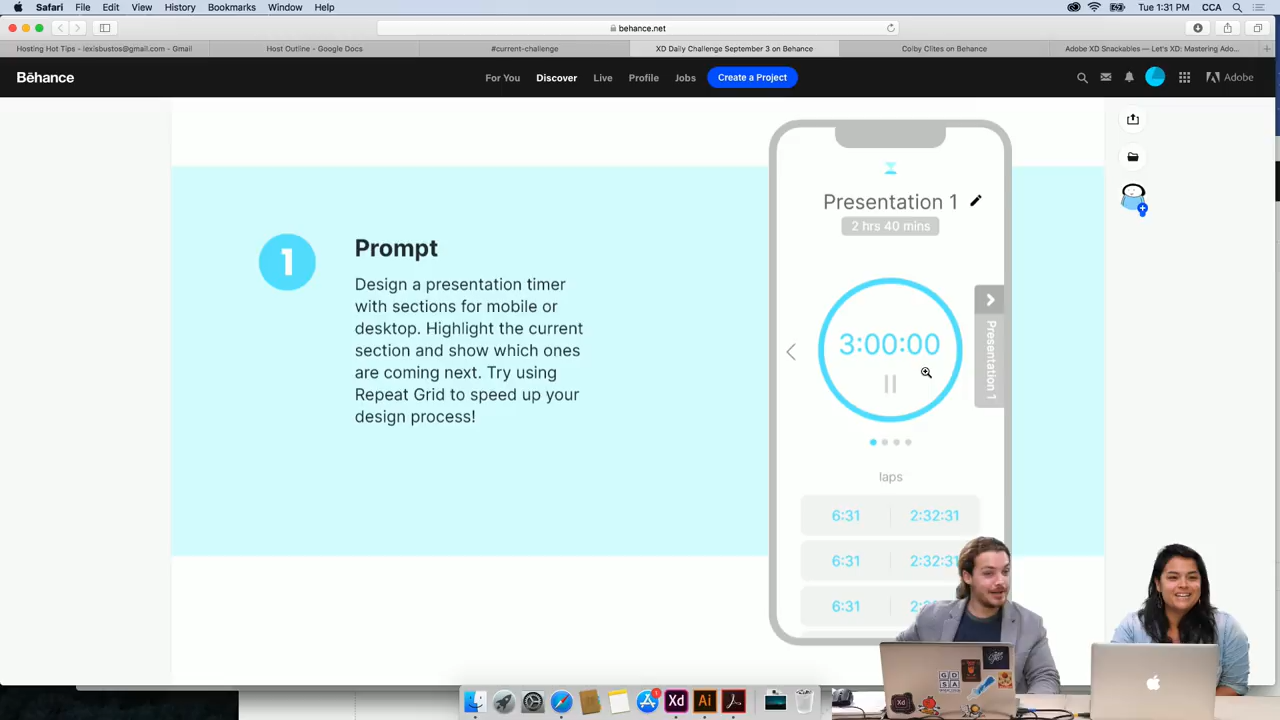 Safari File Edit View History Bookmarks Window Help
Tue 1:31 PM CCA
behance.net
Hosting Hot Tips - lexisbustos@gmail.com - Gmail
Host Outline - Google Docs
#current-challenge
XD Daily Challenge September 3 on Behance
Colby Clites on Behance
Adobe XD Snackables — Let's XD: Mastering Ado...
Bēhance
For You Discover Live Profile Jobs Create a Project
Adobe
1
Prompt
Design a presentation timer
with sections for mobile or
desktop. Highlight the current
section and show which ones
are coming next. Try using
Repeat Grid to speed up your
design process!
Presentation 1
2 hrs 40 mins
3:00:00
Presentation 1
laps
6:31 2:32:31
6:31 2:32:31
6:31
Xd Ai